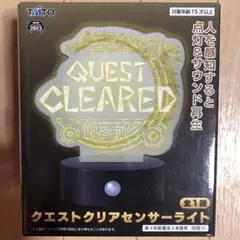 TAITO
対象年齢15才以上
人を感知すると
点灯&サウンド再生
QUEST
CLEARED
全1種
クエストクリアセンサーライト